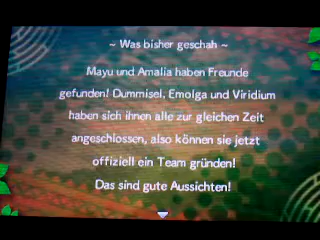 ~ Was bisher geschah ~
Mayu und Amalia haben Freunde
gefunden! Dummisel, Emolga und Viridium
haben sich ihnen alle zur gleichen Zeit
angeschlossen, also können sie jetzt
offiziell ein Team gründen!
Das sind gute Aussichten!